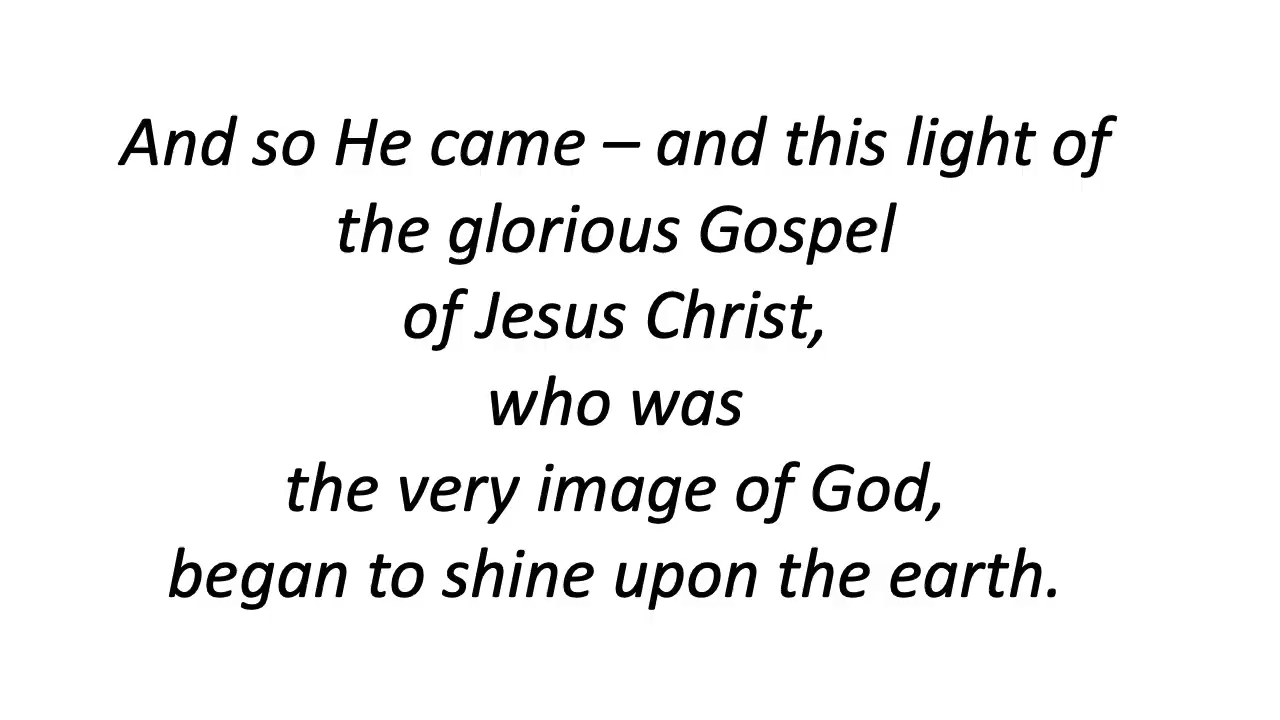 And so He came – and this light of
the glorious Gospel
of Jesus Christ,
who was
the very image of God,
began to shine upon the earth.